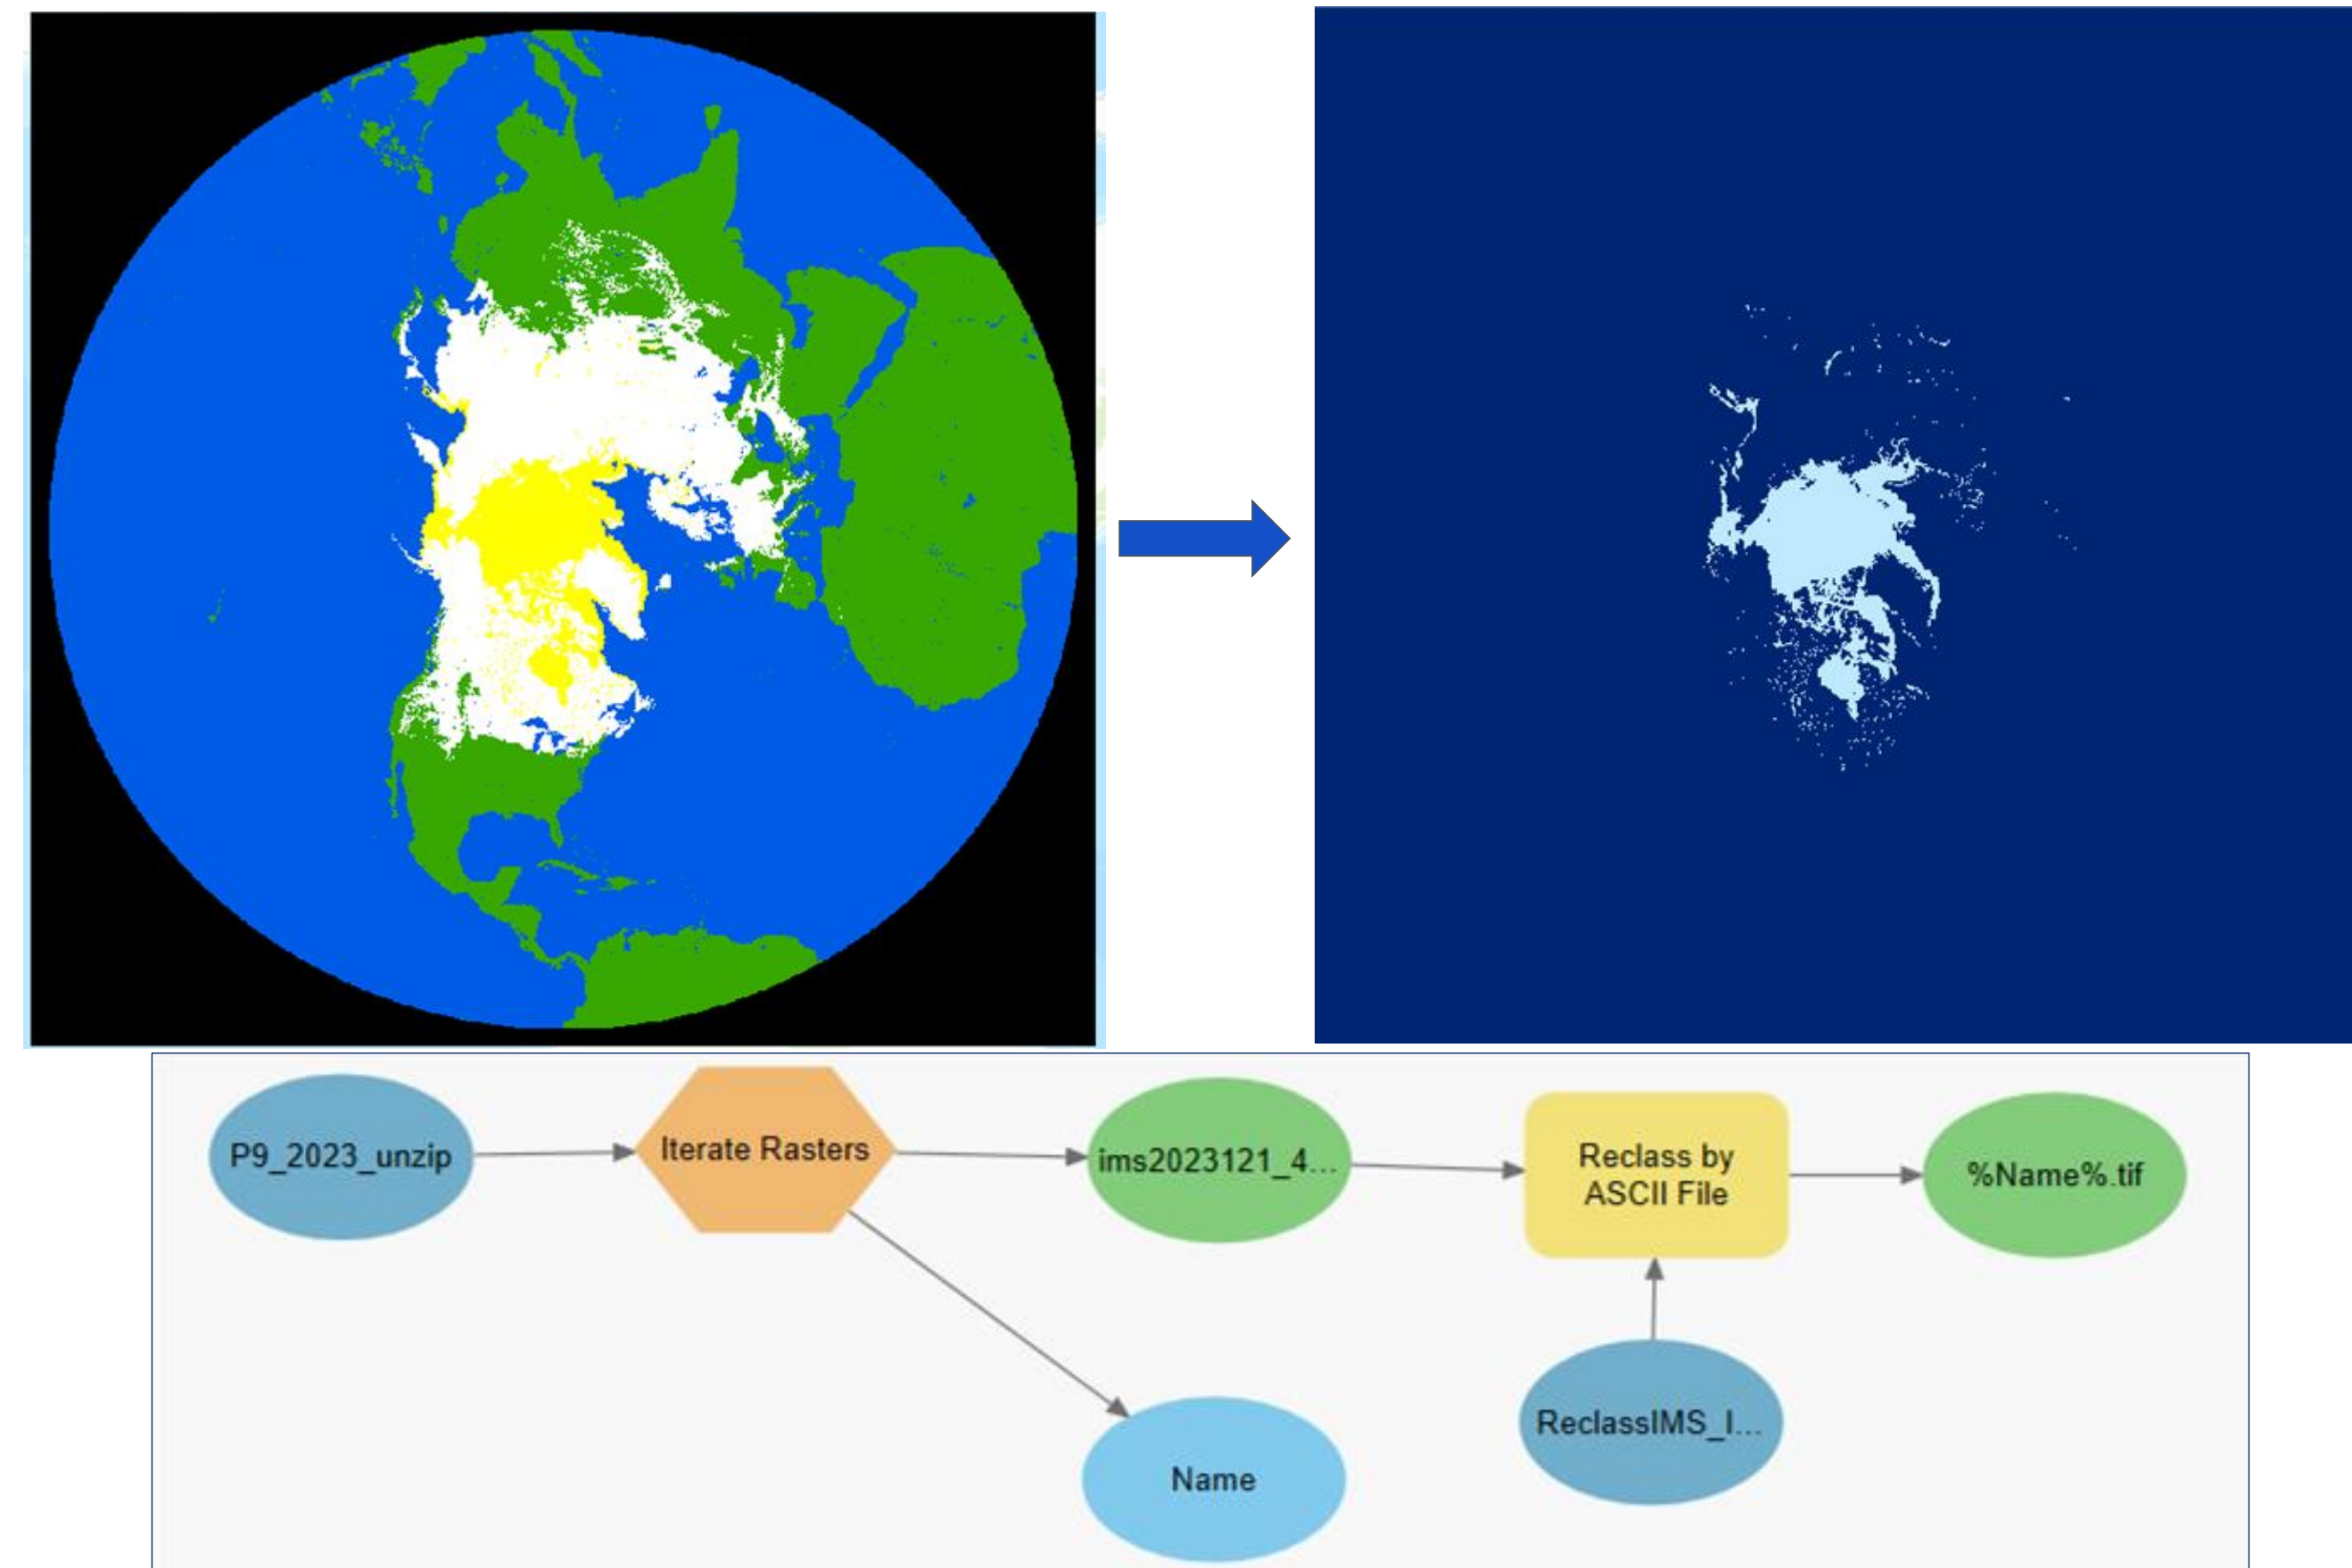 P9_2023_unzip
Iterate Rasters
ims2023121_4...
Reclass by
ASCII File
%Name%.tif
Name
ReclassIMS_I...